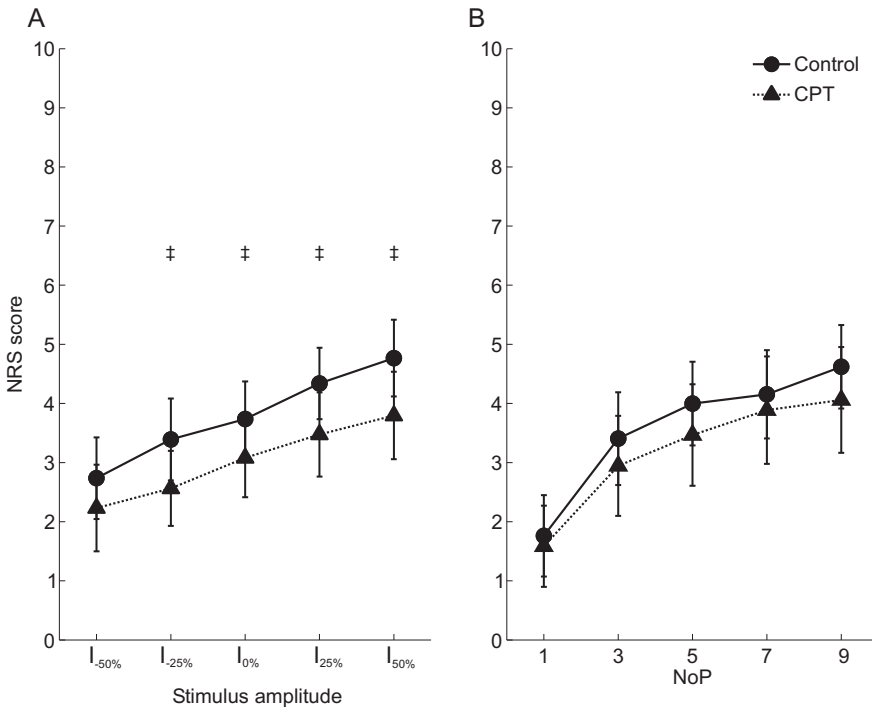 A
B
10
9
8
7
6
5
4
3
2
1
0
NRS score
‡ ‡ ‡ ‡
I-50% I-25% I0% I25% I50%
Stimulus amplitude
10
9
8
7
6
5
4
3
2
1
0
Control
CPT
1 3 5 7 9
NoP